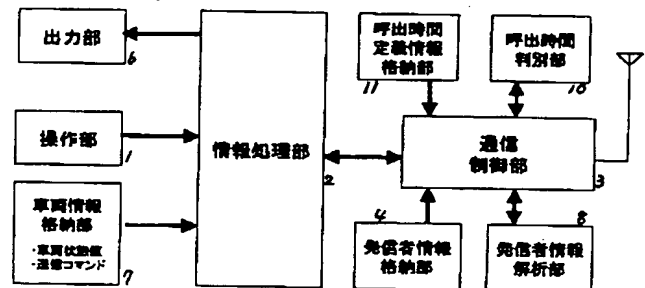 出力部
6
操作部
1
車両情報
格納部
・車両状態値
・送信コマンド
7
情報処理部
2
呼出時間
定義情報
格納部
11
呼出時間
判別部
10
通信
制御部
3
4
発信者情報
格納部
8
発信者情報
解析部